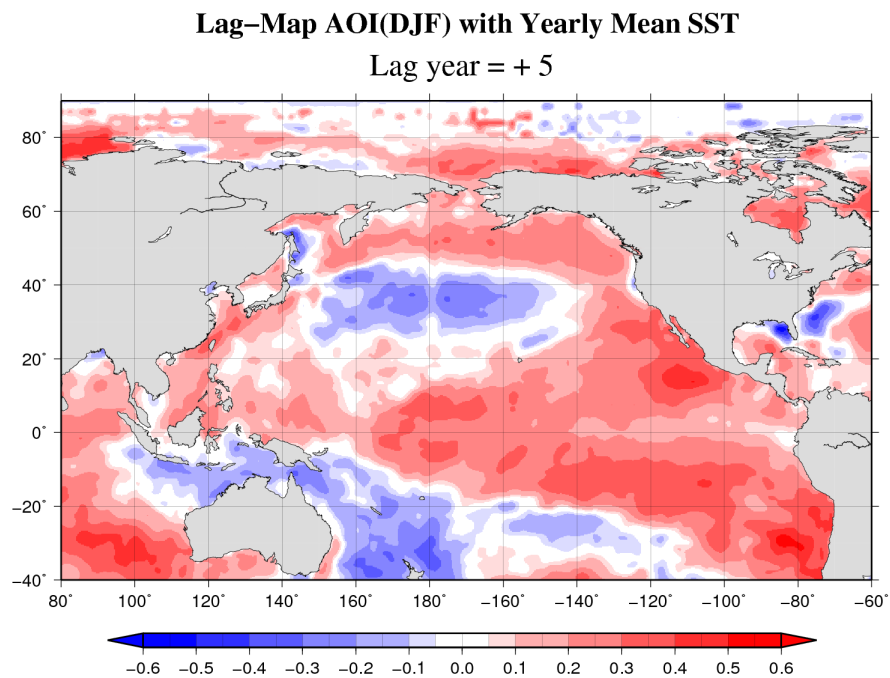 Lag−Map AOI(DJF) with Yearly Mean SST
Lag year = + 5
80˚
60˚
40˚
20˚
0˚
−20˚
−40˚
80˚ 100˚ 120˚ 140˚ 160˚ 180˚ −160˚ −140˚ −120˚ −100˚ −80˚ −60˚
−0.6 −0.5 −0.4 −0.3 −0.2 −0.1 0.0 0.1 0.2 0.3 0.4 0.5 0.6